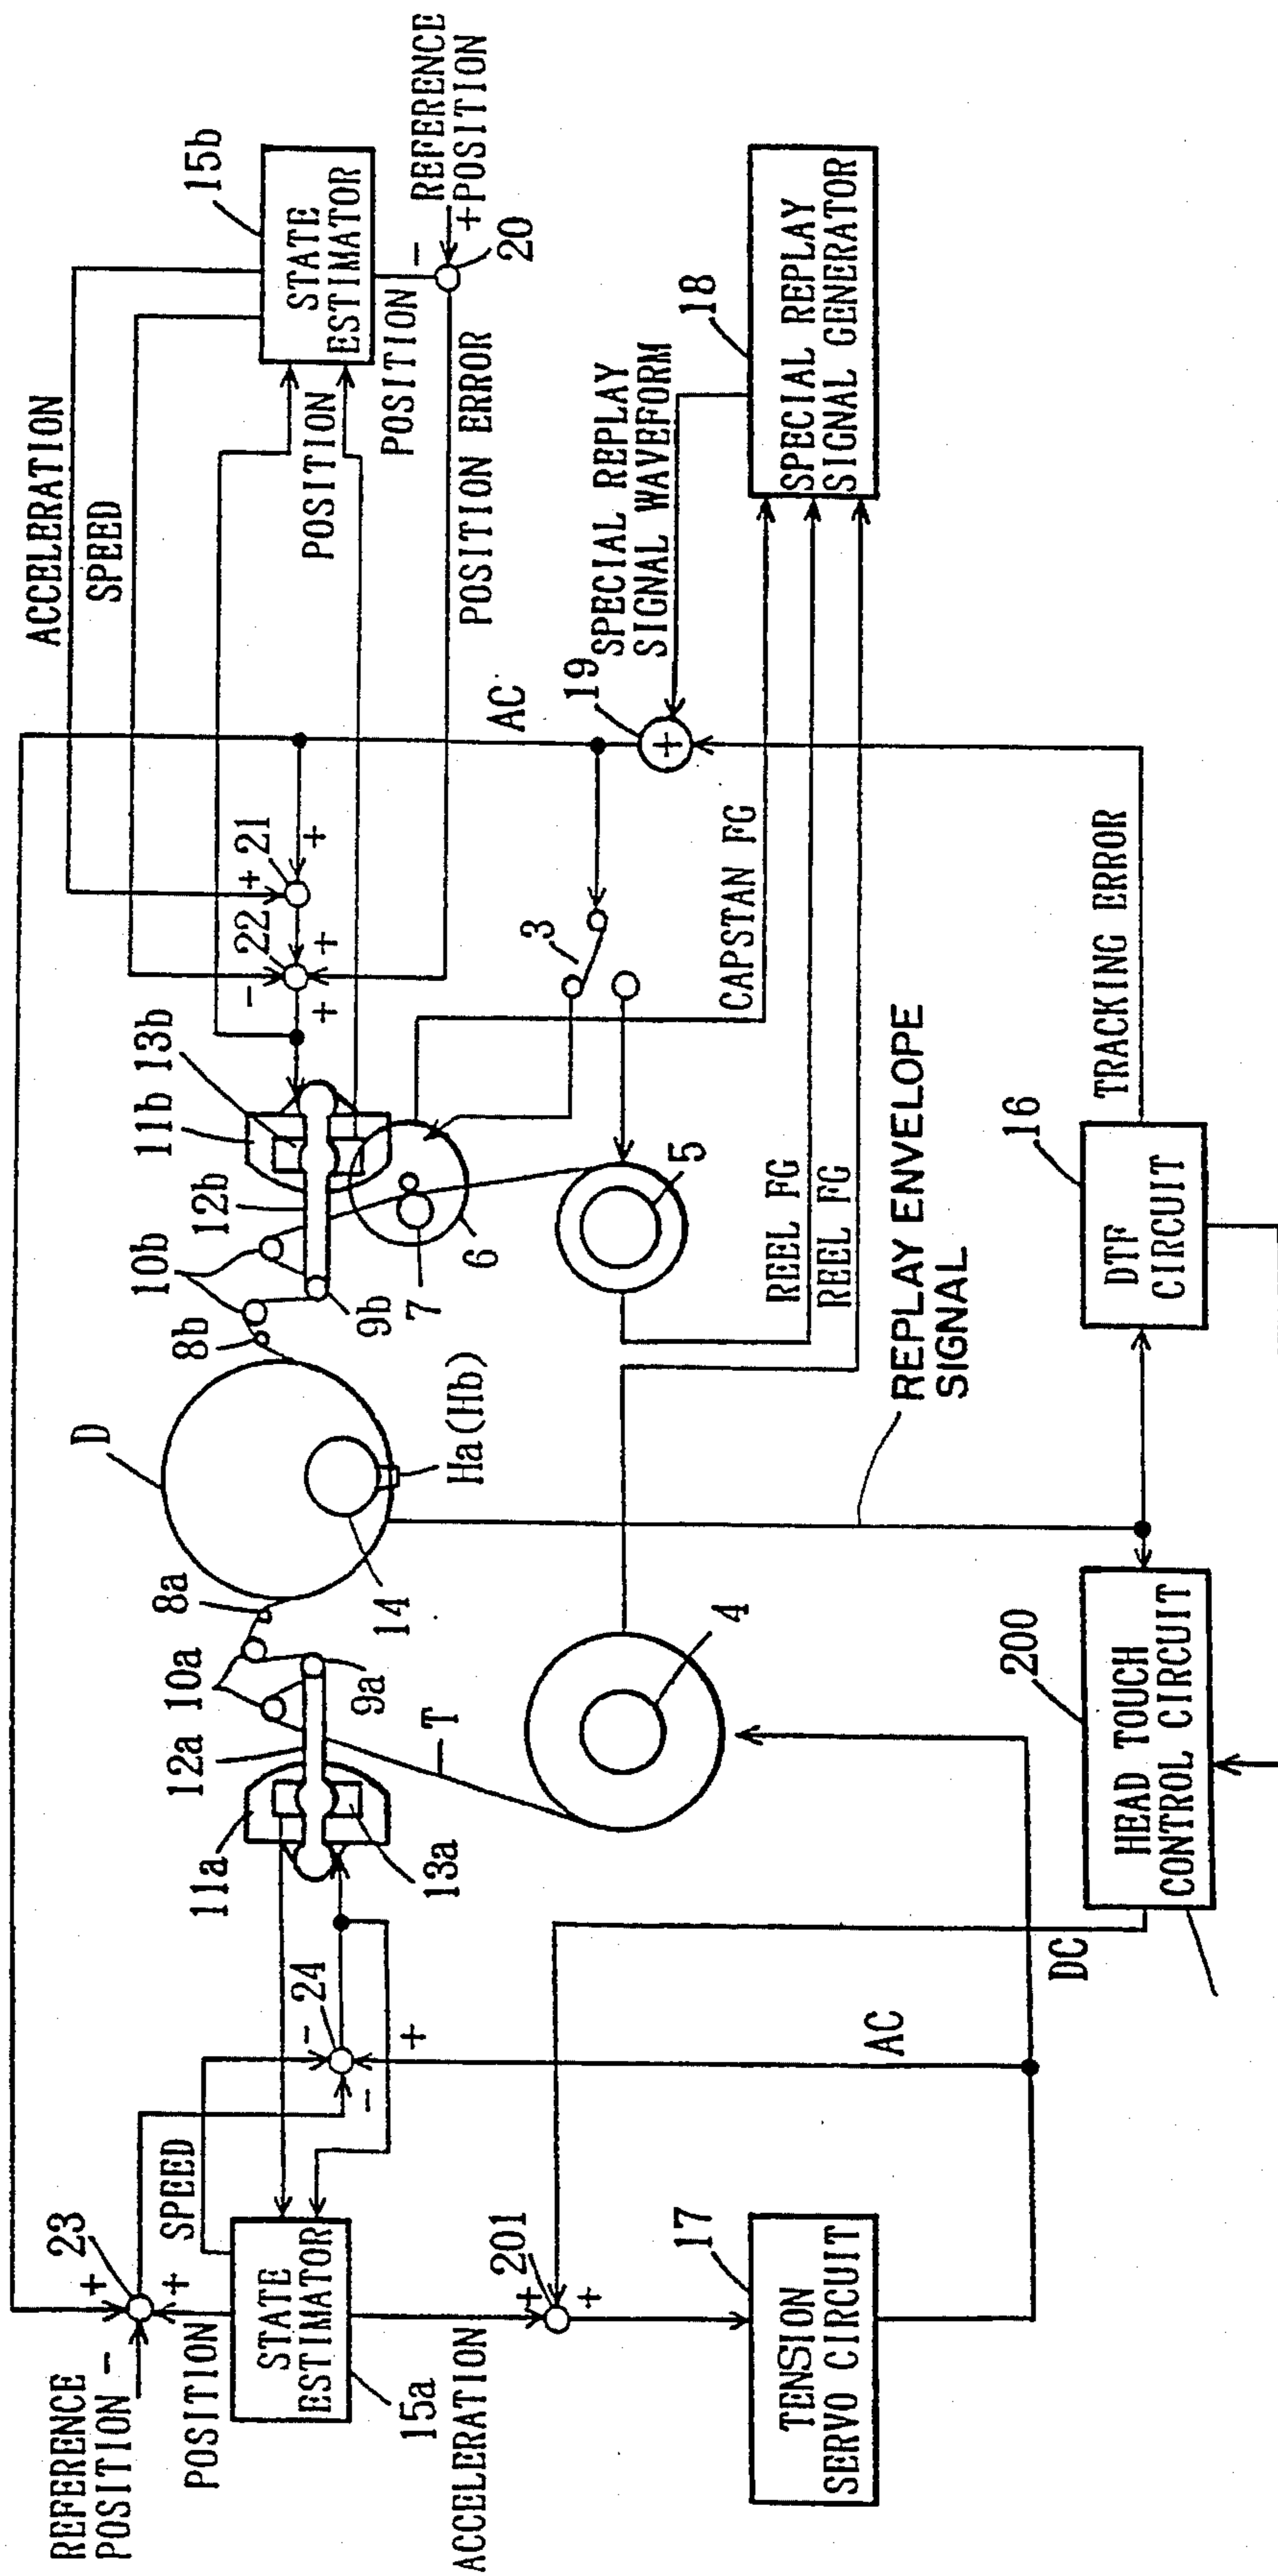 REFERENCE
POSITION -
23
+
+
POSITION
SPEED
STATE
ESTIMATOR
15a
ACCLERATION
201
+
+
17
TENSION
SERVO CIRCUIT
-
24
-
+
AC
DC
11a
13a
12a
10a
9a
8a
T
4
200
HEAD TOUCH
CONTROL CIRCUIT
D
14
Ha(Hb)
8b
10b
9b
12b
11b
13b
7
6
5
REEL FG
REEL FG
CAPSTAN FG
REPLAY ENVELOPE
SIGNAL
16
DTF
CIRCUIT
TRACKING ERROR
-
22
+
+
+
21
+
3
AC
19
+
SPECIAL REPLAY
SIGNAL WAVEFORM
18
SPECIAL REPLAY
SIGNAL GENERATOR
ACCELERATION
SPEED
POSITION
POSITION
POSITION ERROR
15b
STATE
ESTIMATOR
-
20
REFERENCE
+POSITION